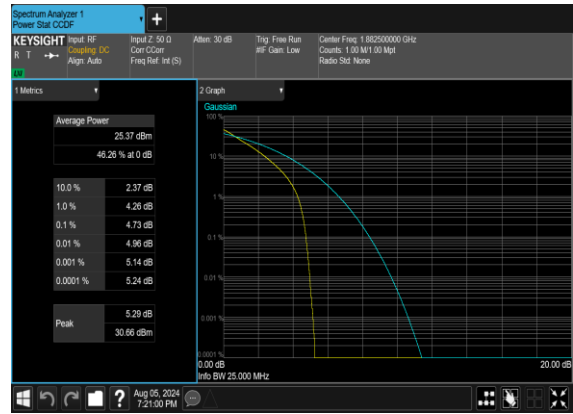 Spectrum Analyzer 1
Power Stat CCDF
KEYSIGHT
R T
LW
Input: RF
Coupling: DC
Align: Auto
Input Z: 50 Ω
Corr CCorr
Freq Ref: Int (S)
Atten: 30 dB
Trig: Free Run
#IF Gain: Low
Center Freq: 1.882500000 GHz
Counts: 1.00 M/1.00 Mpt
Radio Std: None
1 Metrics
Average Power
25.37 dBm
46.26 % at 0 dB
10.0 % 2.37 dB
1.0 % 4.26 dB
0.1 % 4.73 dB
0.01 % 4.96 dB
0.001 % 5.14 dB
0.0001 % 5.24 dB
Peak
5.29 dB
30.66 dBm
2 Graph
Gaussian
100 %
10 %
1 %
0.1 %
0.01 %
0.001 %
0.0001 %
0.00 dB 20.00 dB
Info BW 25.000 MHz
?
Aug 05, 2024
7:21:00 PM